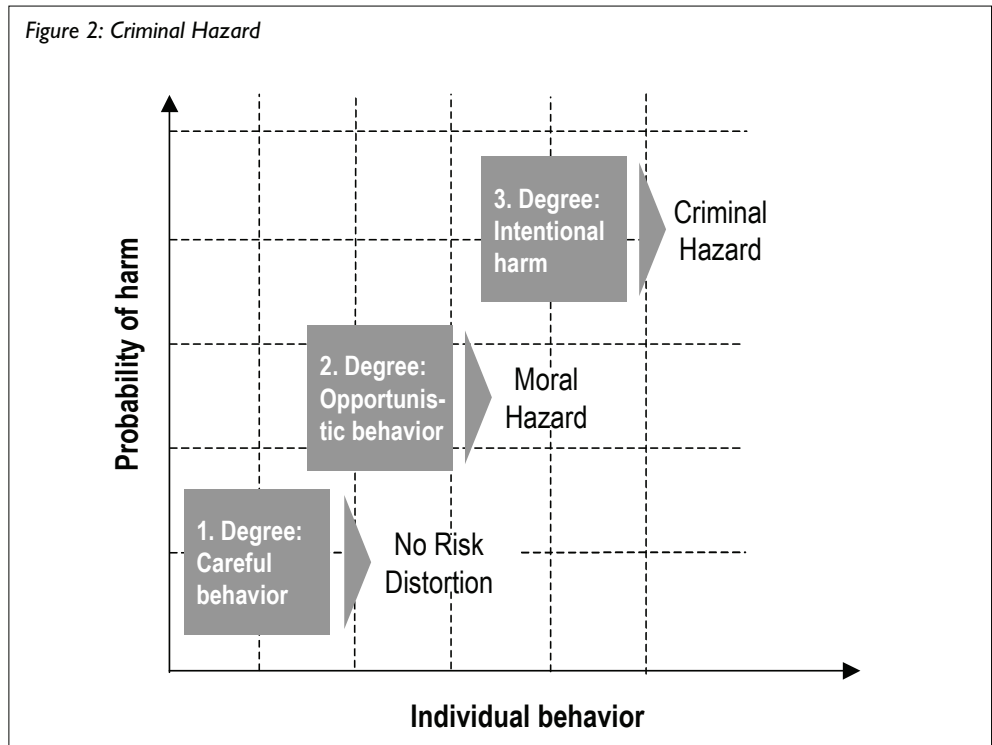 Figure 2: Criminal Hazard
3. Degree:
Intentional
harm
Criminal
Hazard
Probability of harm
2. Degree:
Opportunis-
tic behavior
Moral
Hazard
1. Degree:
Careful
behavior
No Risk
Distortion
Individual behavior